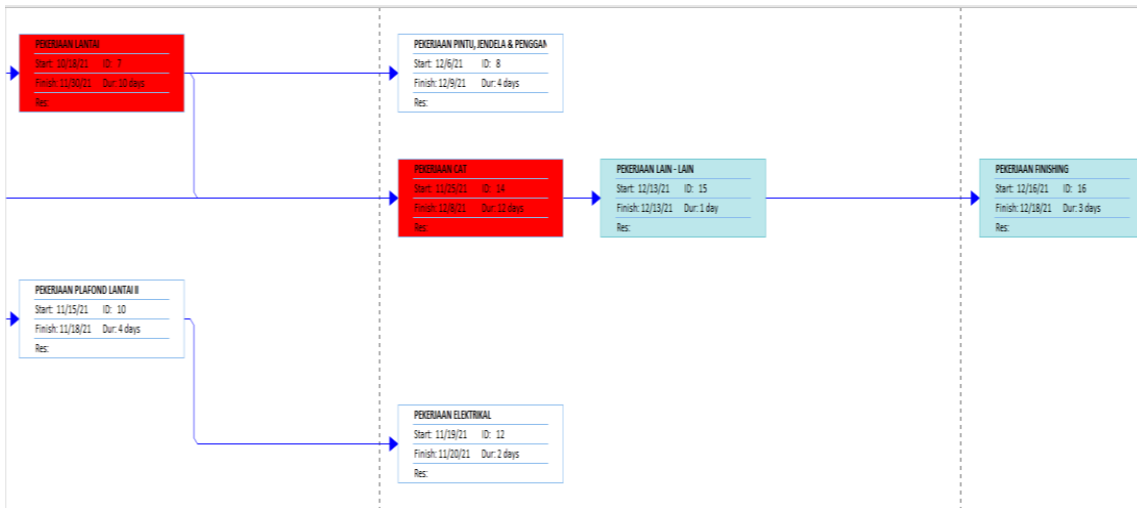 PEKERJAAN LANTAI
Start: 10/18/21 ID: 7
Finish: 11/30/21 Dur: 10 days
Res:
PEKERJAAN PINTU, JENDELA & PENGGAN
Start: 12/6/21 ID: 8
Finish: 12/9/21 Dur: 4 days
Res:
PEKERJAAN CAT
Start: 11/25/21 ID: 14
Finish: 12/8/21 Dur: 12 days
Res:
PEKERJAAN LAIN - LAIN
Start: 12/13/21 ID: 15
Finish: 12/13/21 Dur: 1 day
Res:
PEKERJAAN FINISHING
Start: 12/16/21 ID: 16
Finish: 12/18/21 Dur: 3 days
Res:
PEKERJAAN PLAFOND LANTAI II
Start: 11/15/21 ID: 10
Finish: 11/18/21 Dur: 4 days
Res:
PEKERJAAN ELEKTRIKAL
Start: 11/19/21 ID: 12
Finish: 11/20/21 Dur: 2 days
Res: